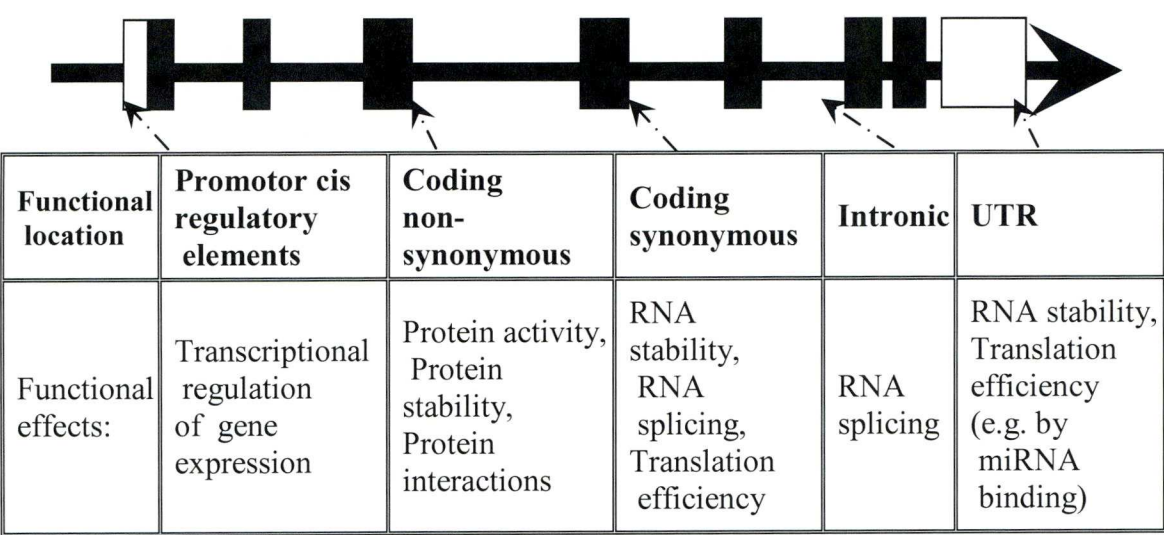 Functional
location
Promotor cis
regulatory
elements
Coding
non-
synonymous
Coding
synonymous
Intronic
UTR
Functional
effects:
Transcriptional
regulation
of gene
expression
Protein activity,
Protein
stability,
Protein
interactions
RNA
stability,
RNA
splicing,
Translation
efficiency
RNA
splicing
RNA stability,
Translation
efficiency
(e.g. by
miRNA
binding)